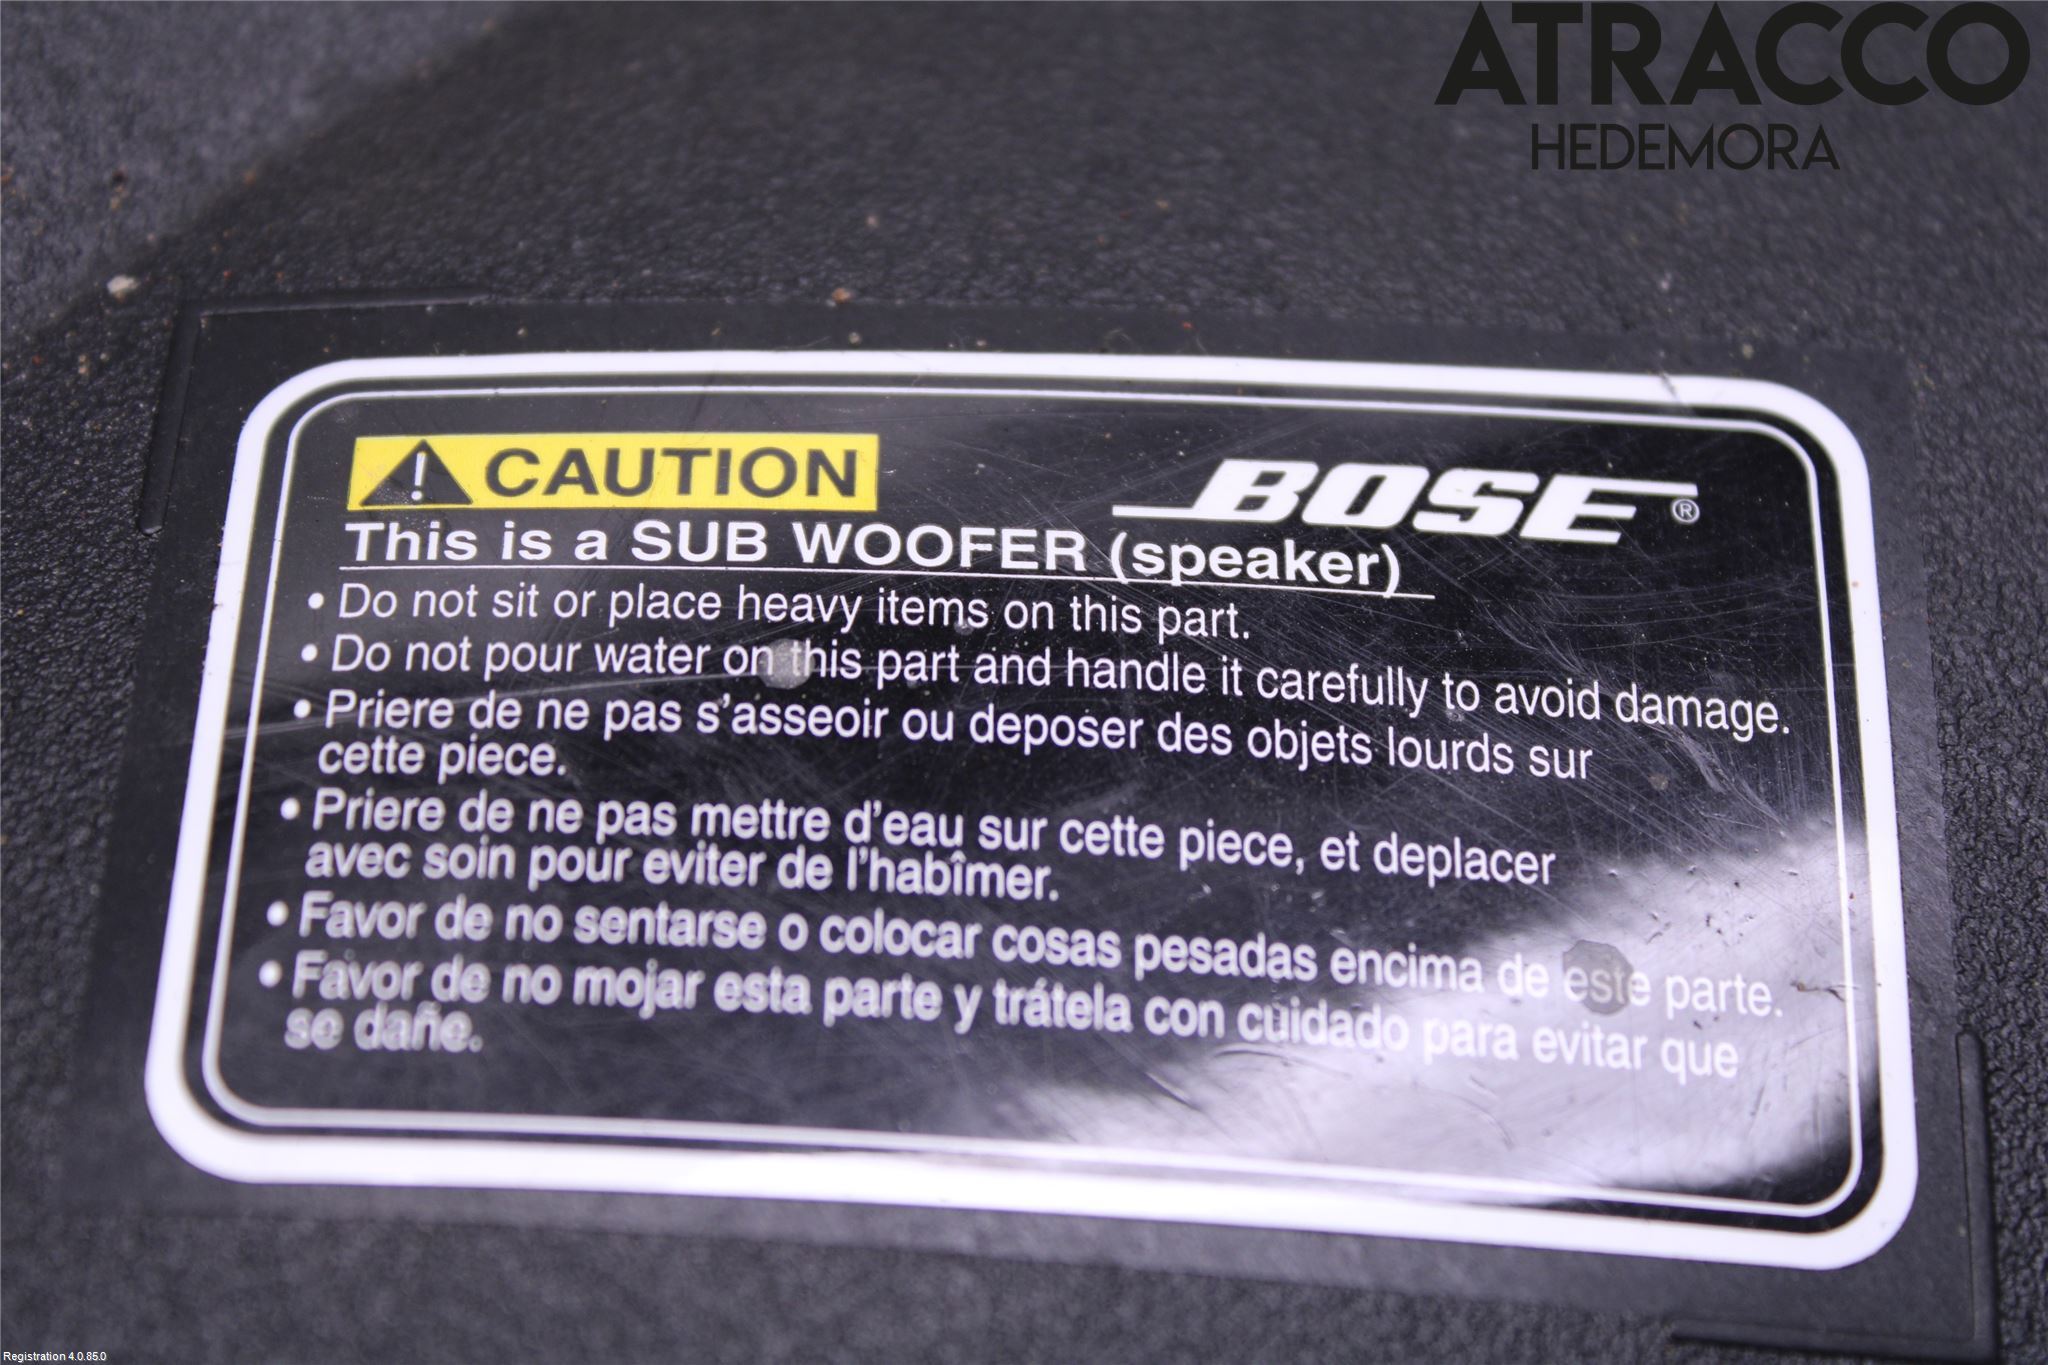 ATRACCO
HEDEMORA
! CAUTION
BOSE®
This is a SUB WOOFER (speaker)
• Do not sit or place heavy items on this part.
• Do not pour water on this part and handle it carefully to avoid damage.
• Priere de ne pas s'asseoir ou deposer des objets lourds sur
cette piece.
• Priere de ne pas mettre d'eau sur cette piece, et deplacer
avec soin pour eviter de l'habîmer.
• Favor de no sentarse o colocar cosas pesadas encima de este parte.
• Favor de no mojar esta parte y trátela con cuidado para evitar que
se dañe.
Registration 4.0.85.0